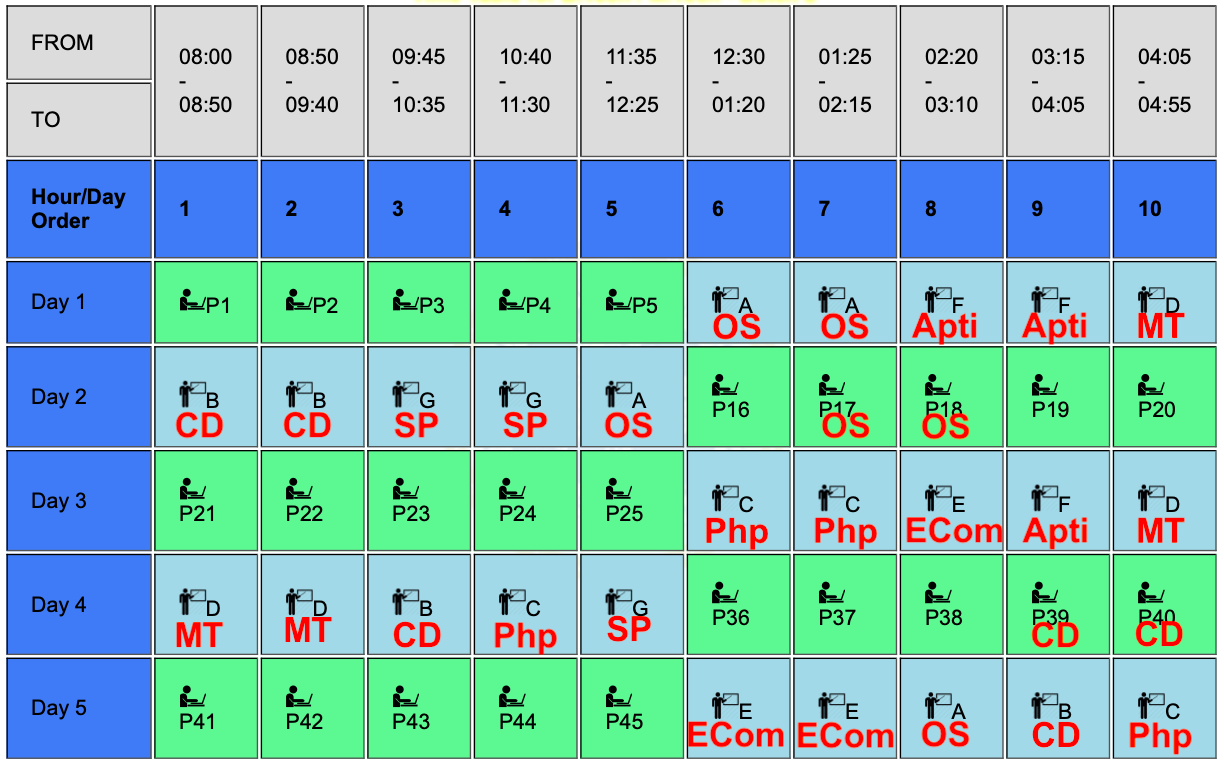 FROM
TO
08:00 - 08:50
08:50 - 09:40
09:45 - 10:35
10:40 - 11:30
11:35 - 12:25
12:30 - 01:20
01:25 - 02:15
02:20 - 03:10
03:15 - 04:05
04:05 - 04:55
Hour/Day Order 1 2 3 4 5 6 7 8 9 10
Day 1 /P1 /P2 /P3 /P4 /P5 A OS A OS F Apti F Apti D MT
Day 2 B CD B CD G SP G SP A OS P16 P17 OS P18 OS P19 P20
Day 3 P21 P22 P23 P24 P25 C Php C Php E ECom F Apti D MT
Day 4 D MT D MT B CD C Php G SP P36 P37 P38 P39 CD P40 CD
Day 5 P41 P42 P43 P44 P45 E ECom E ECom A OS B CD C Php